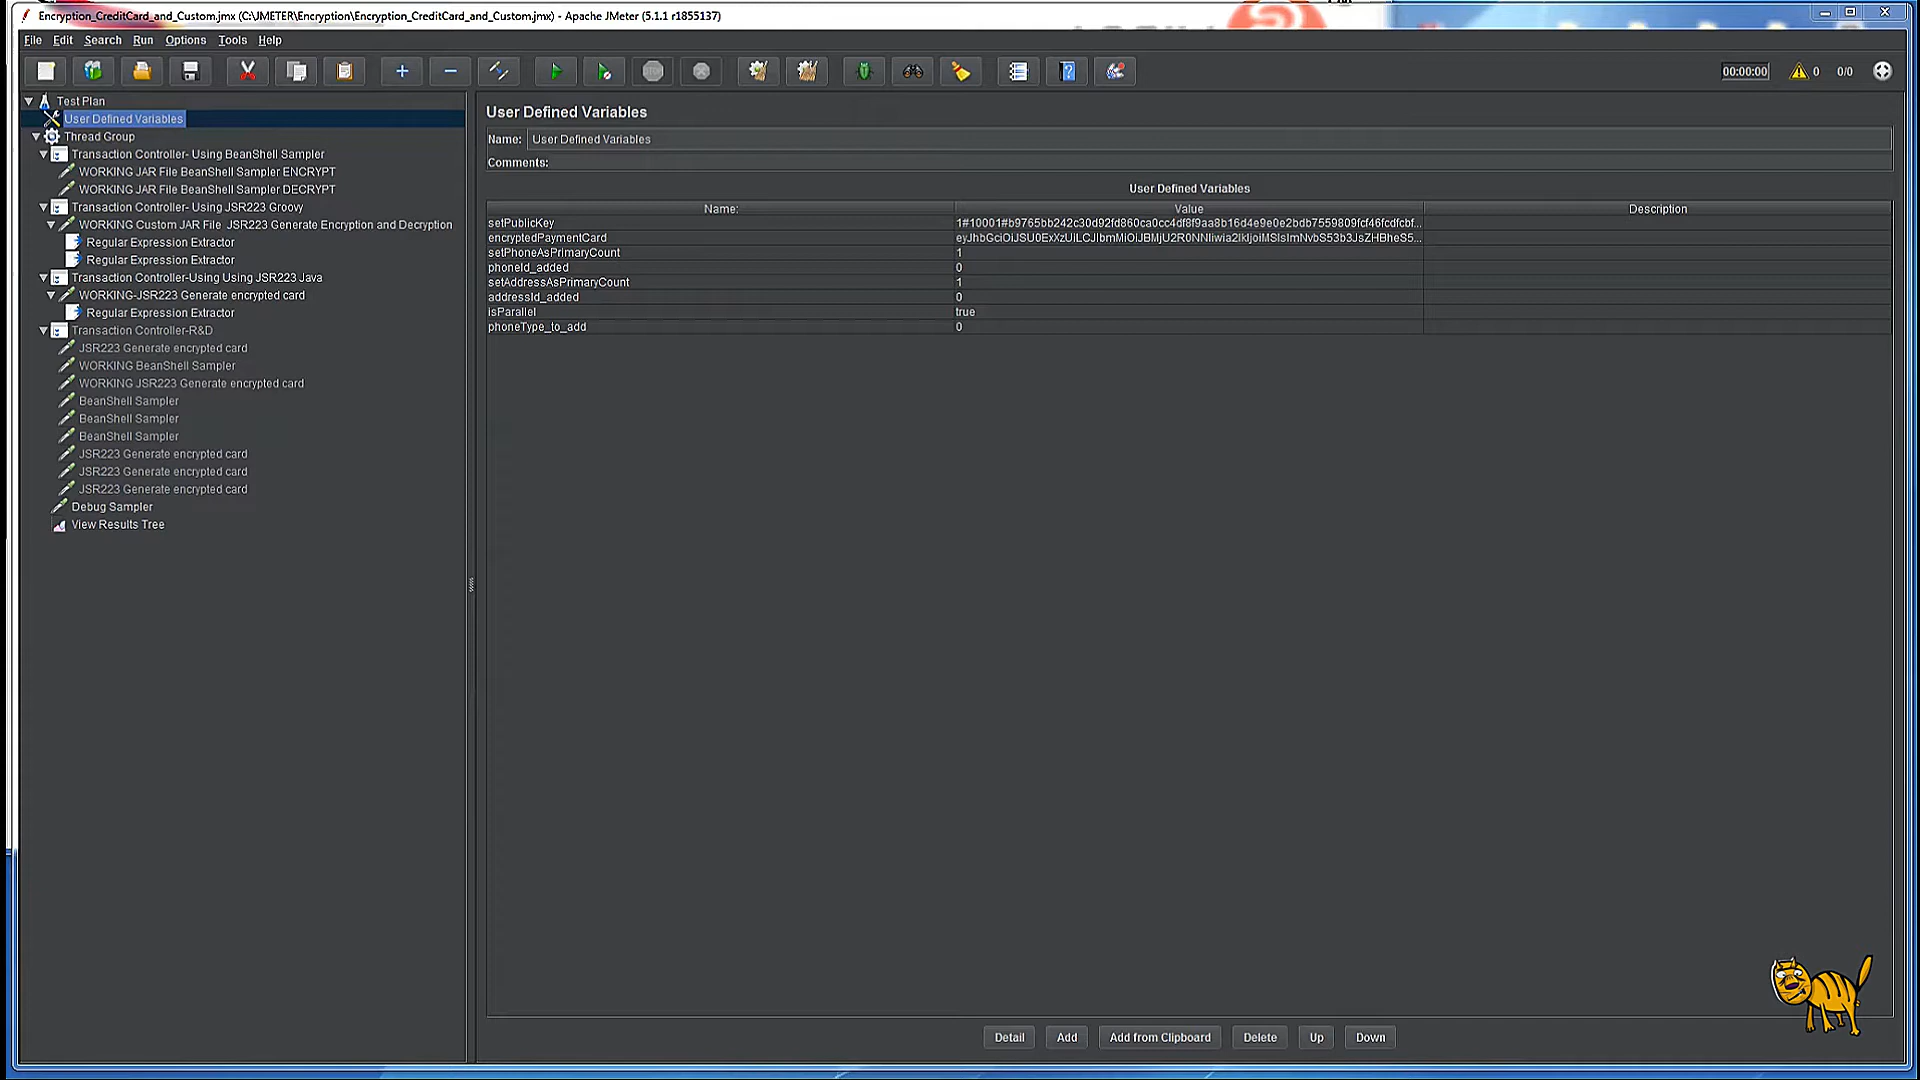 Encryption_CreditCard_and_Custom.jmx (C:\JMETER\Encryption\Encryption_CreditCard_and_Custom.jmx) - Apache JMeter (5.1.1 r1855137)
File Edit Search Run Options Tools Help
00:00:00 0 0/0
Test Plan
User Defined Variables
Thread Group
Transaction Controller- Using BeanShell Sampler
WORKING JAR File BeanShell Sampler ENCRYPT
WORKING JAR File BeanShell Sampler DECRYPT
Transaction Controller- Using JSR223 Groovy
WORKING Custom JAR File JSR223 Generate Encryption and Decryption
Regular Expression Extractor
Regular Expression Extractor
Transaction Controller-Using Using JSR223 Java
WORKING-JSR223 Generate encrypted card
Regular Expression Extractor
Transaction Controller-R&D
JSR223 Generate encrypted card
WORKING BeanShell Sampler
WORKING JSR223 Generate encrypted card
BeanShell Sampler
BeanShell Sampler
BeanShell Sampler
JSR223 Generate encrypted card
JSR223 Generate encrypted card
JSR223 Generate encrypted card
Debug Sampler
View Results Tree
User Defined Variables
Name: User Defined Variables
Comments:
User Defined Variables
Name: Value Description
setPublicKey 1#10001#b9765bb242c30d92fd860ca0cc4df8f9aa8b16d4e9e0e2bdb7559809fcf46fcdfcbf...
encryptedPaymentCard
setPhoneAsPrimaryCount 1
phoneId_added 0
setAddressAsPrimaryCount 1
addressId_added 0
isParallel true
phoneType_to_add 0
Detail Add Add from Clipboard Delete Up Down